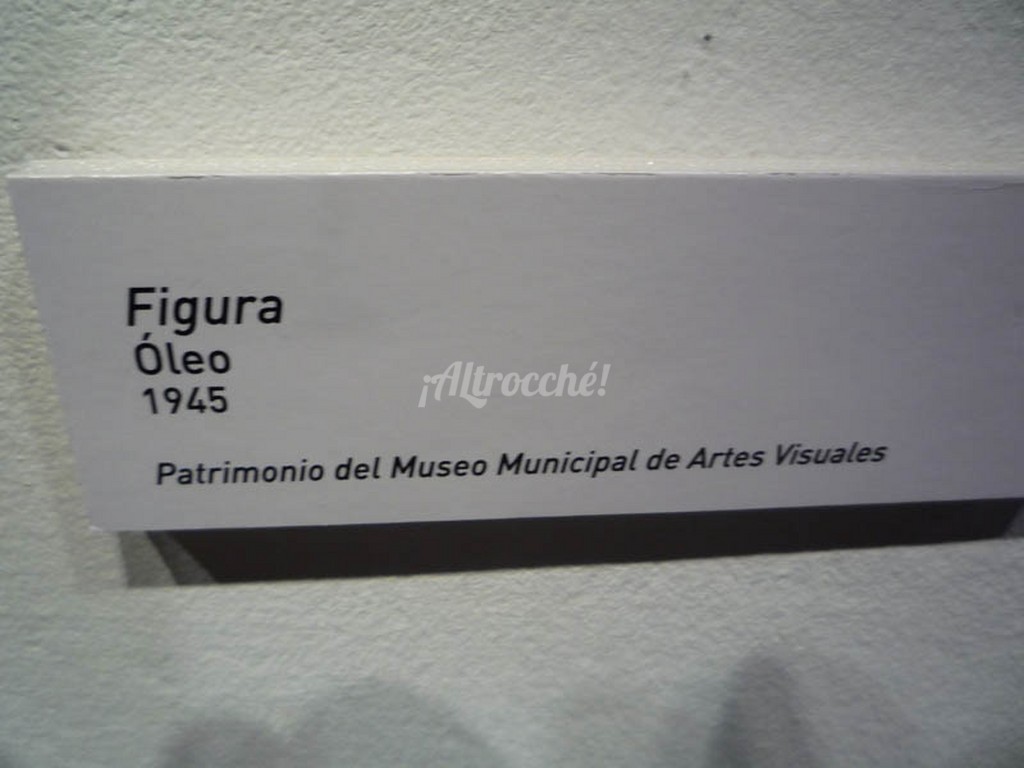 Figura
Óleo
1945
¡Altrocché!
Patrimonio del Museo Municipal de Artes Visuales